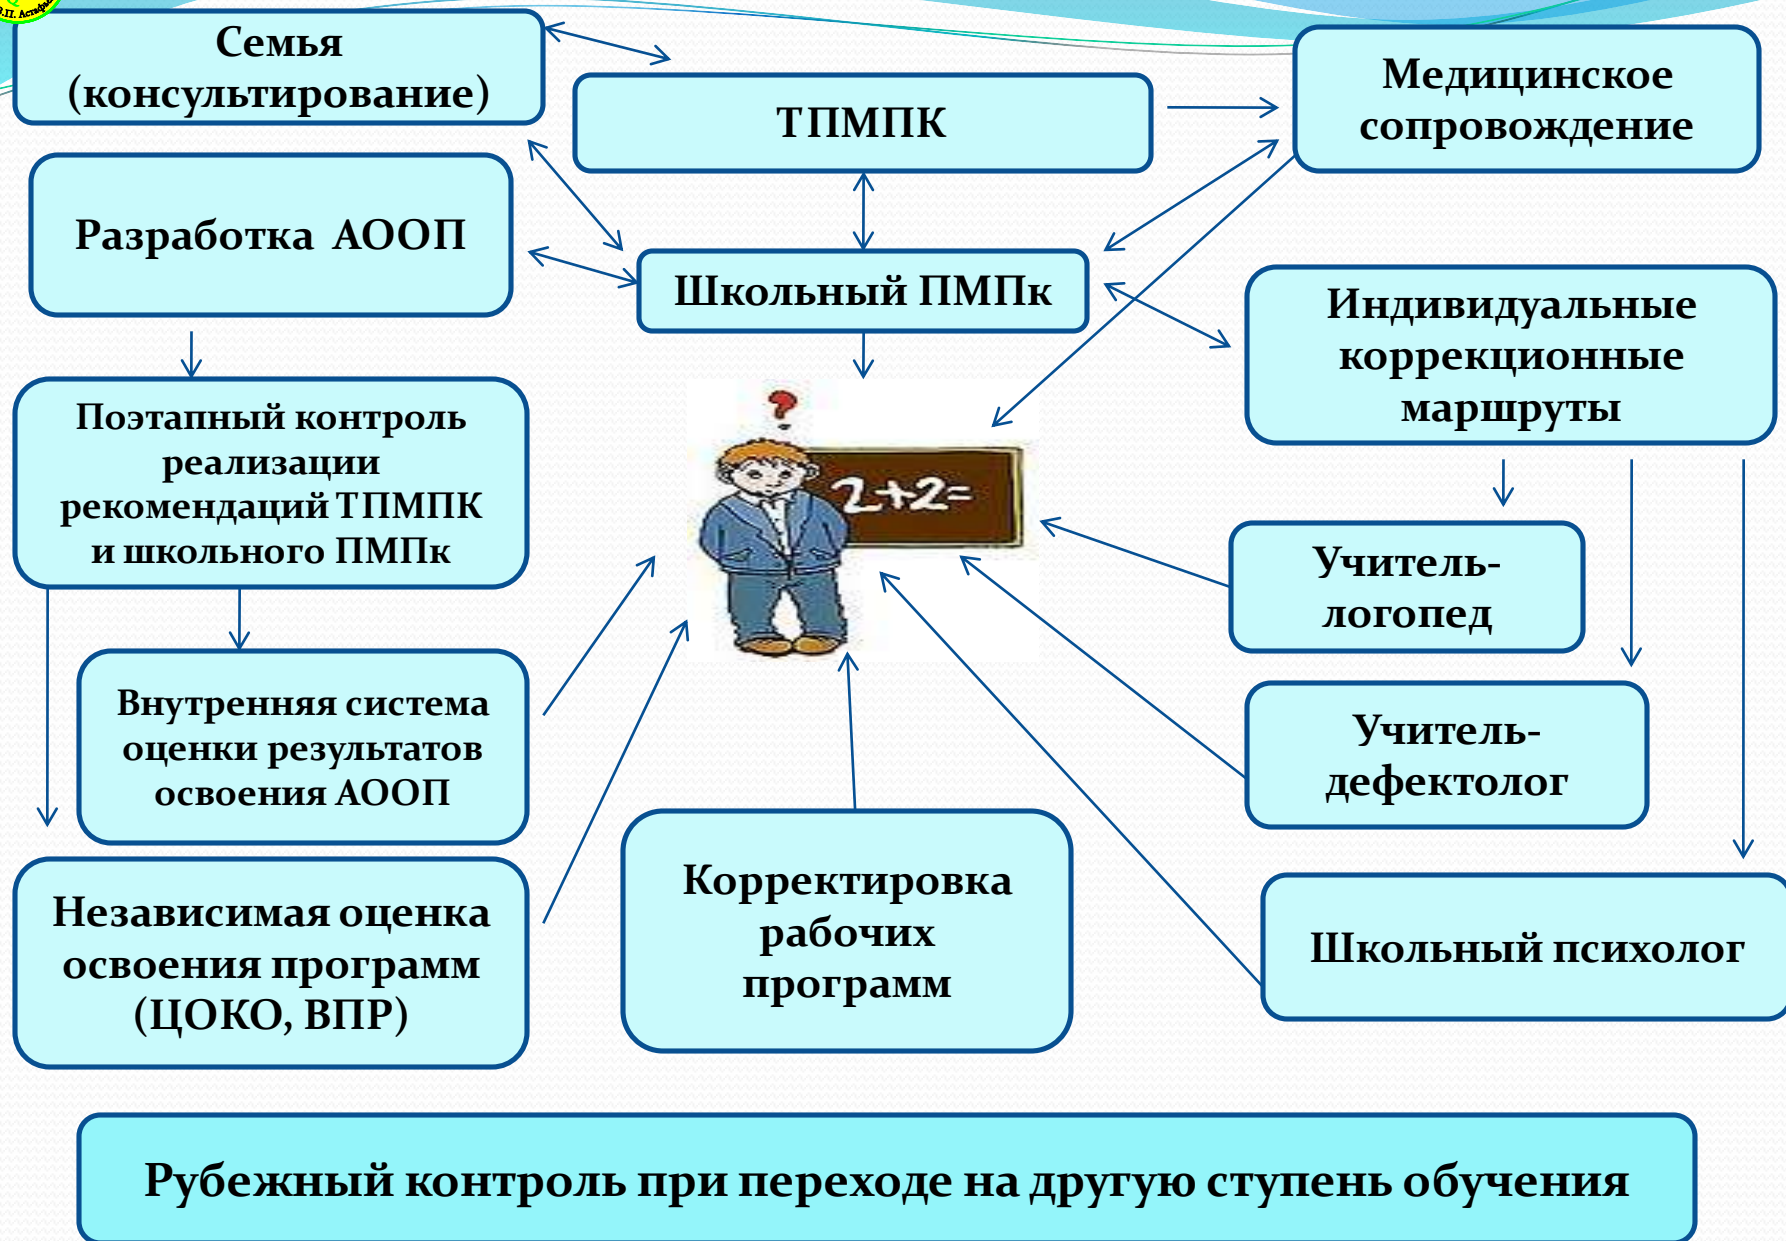 В.П. Астафь
Семья
(консультирование)
ТПМПК
Медицинское
сопровождение
Разработка АООП
Школьный ПМПк
Индивидуальные
коррекционные
маршруты
Поэтапный контроль
реализации
рекомендаций ТПМПК
и школьного ПМПк
?
2+2=
Учитель-
логопед
Внутренняя система
оценки результатов
освоения АООП
Учитель-
дефектолог
Независимая оценка
освоения программ
(ЦОКО, ВПР)
Корректировка
рабочих
программ
Школьный психолог
Рубежный контроль при переходе на другую ступень обучения